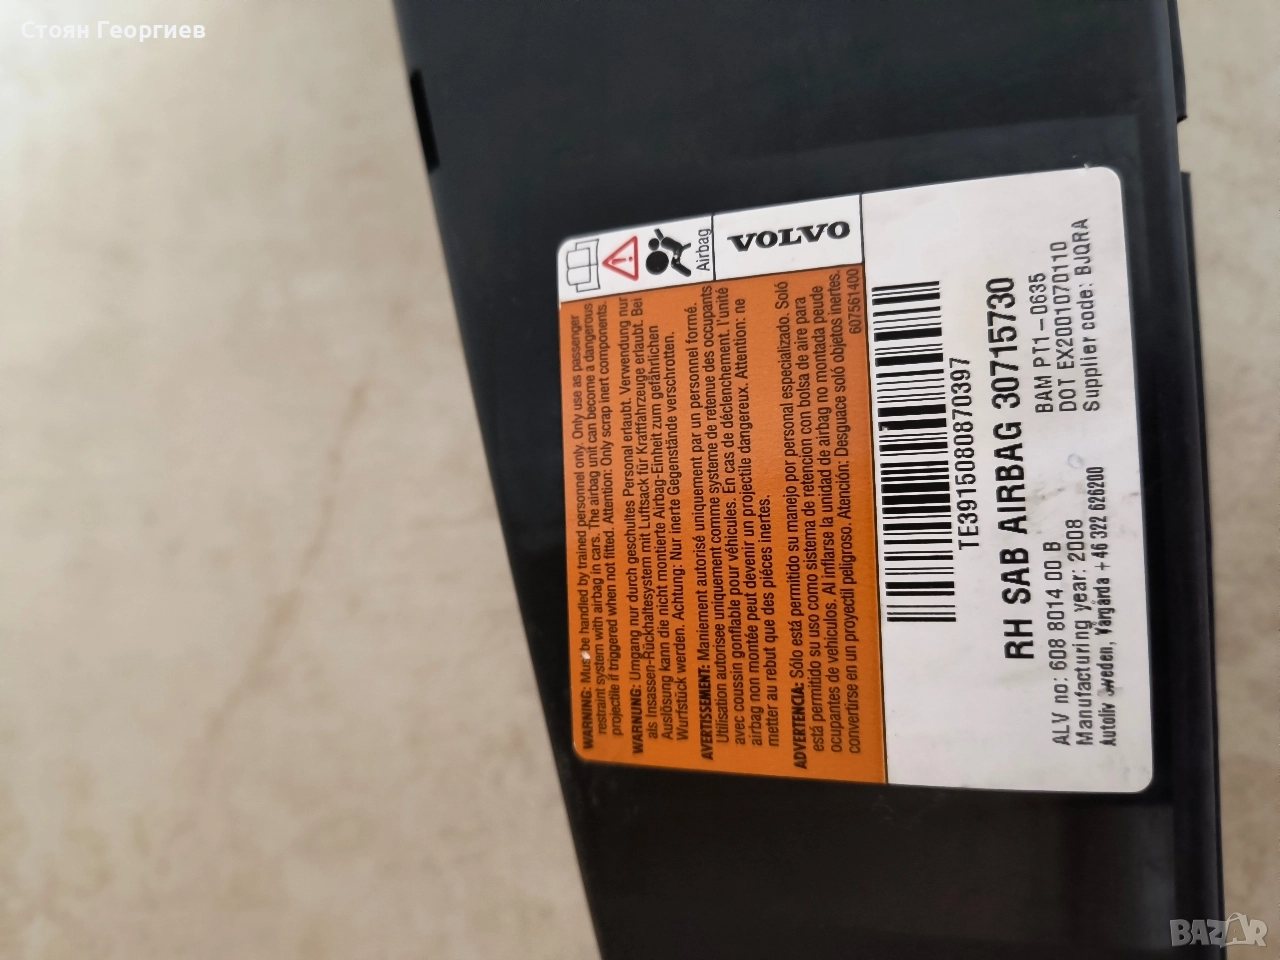 Стоян Георгиев
Airbag
VOLVO
WARNING: Must be handled by trained personnel only. Only use as passenger
restraint system with airbag in cars. The airbag unit can become a dangerous
projectile if triggered when not fitted. Attention: Only scrap inert components.
WARNUNG: Umgang nur durch geschultes Personal erlaubt. Verwendung nur
als Insassen-Rückhaltesystem mit Luftsack für Kraftfahrzeuge erlaubt. Bei
Auslösung kann die nicht montierte Airbag-Einheit zum gefährlichen
Wurfstück werden. Achtung: Nur inerte Gegenstände verschrotten.
AVERTISSEMENT: Maniement autorisé uniquement par un personnel formé.
Utilisation autorisee uniquement comme système de retenue des occupants
avec coussin gonflable pour véhicules. En cas de déclenchement, l'unité
airbag non montée peut devenir un projectile dangereux. Attention: ne
metter au rebut que des piéces inertes.
ADVERTENCIA: Sólo está permitido su manejo por personal especializado. Soló
está permitido su uso como sistema de retención con bolsa de aire para
ocupantes de vehículos. Al inflarse la unidad de airbag no montada peude
convertirse en un proyectil peligroso. Atención: Desguace soló objetos inertes.
607561400
TE391508080870397
RH SAB AIRBAG 30715730
BAM PT1-0635
DOT EX2001070110
Supplier code: BJQRA
ALV no: 608 8014 00 B
Manufacturing year: 2008
Autoliv Sweden, Vårgårda +46 322 626200
BAZAR